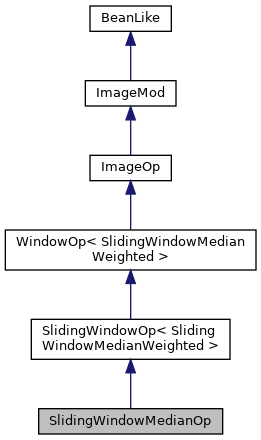 BeanLike
ImageMod
ImageOp
WindowOp< SlidingWindowMedian
Weighted >
SlidingWindowOp< Sliding
WindowMedianWeighted >
SlidingWindowMedianOp